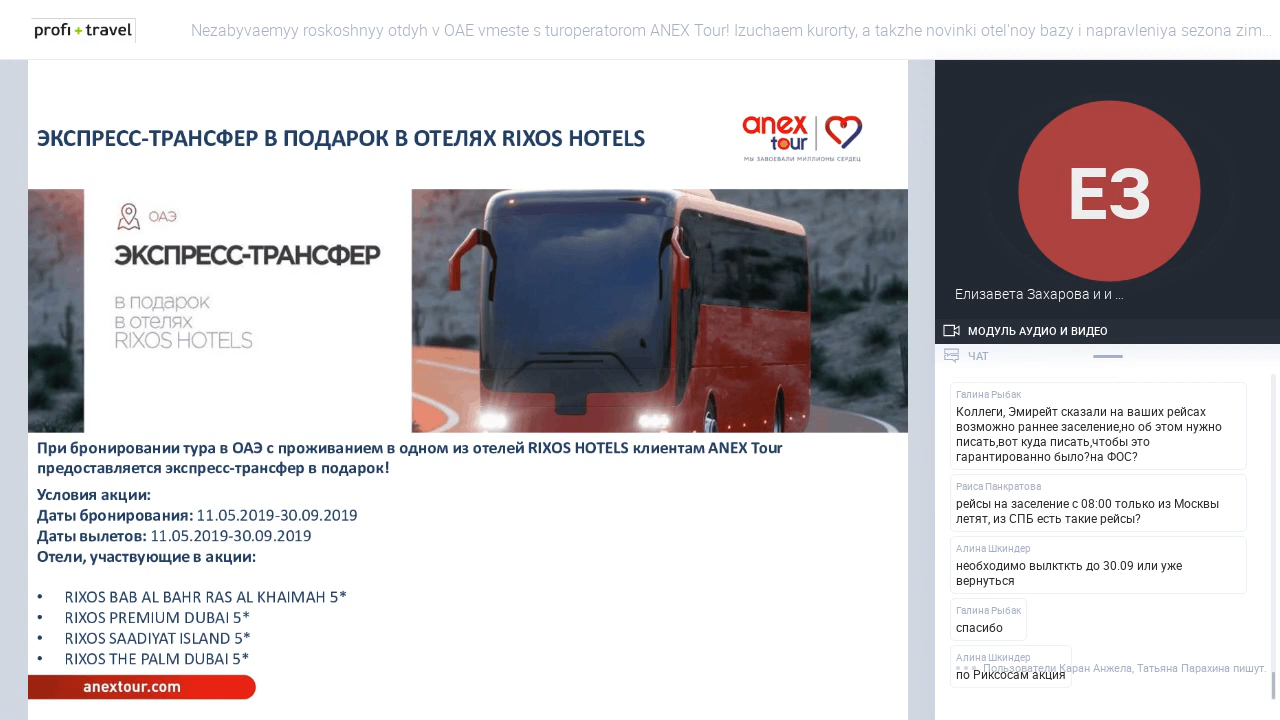 profi + travel
Nezabyvaemyy roskoshnyy otdyh v OAE vmeste s turoperatorom ANEX Tour! Izuchaem kurorty, a takzhe novinki otel'noy bazy i napravleniya sezona zim...
ЭКСПРЕСС-ТРАНСФЕР В ПОДАРОК В ОТЕЛЯХ RIXOS HOTELS
anex
tour
МЫ ЗАВОЕВАЛИ МИЛЛИОНЫ СЕРДЕЦ
ОАЭ
ЭКСПРЕСС-ТРАНСФЕР
в подарок
в отелях
RIXOS HOTELS
При бронировании тура в ОАЭ с проживанием в одном из отелей RIXOS HOTELS клиентам ANEX Tour
предоставляется экспресс-трансфер в подарок!
Условия акции:
Даты бронирования: 11.05.2019-30.09.2019
Даты вылетов: 11.05.2019-30.09.2019
Отели, участвующие в акции:
• RIXOS BAB AL BAHR RAS AL KHAIMAH 5*
• RIXOS PREMIUM DUBAI 5*
• RIXOS SAADIYAT ISLAND 5*
• RIXOS THE PALM DUBAI 5*
anextour.com
ЕЗ
Елизавета Захарова и и ...
МОДУЛЬ АУДИО И ВИДЕО
ЧАТ
Галина Рыбак
Коллеги, Эмирейт сказали на ваших рейсах
возможно раннее заселение,но об этом нужно
писать,вот куда писать,чтобы это
гарантированно было?на ФОС?
Раиса Панкратова
рейсы на заселение с 08:00 только из Москвы
летят, из СПБ есть такие рейсы?
Алина Шкиндер
необходимо вылткть до 30.09 или уже
вернуться
Галина Рыбак
спасибо
Алина Шкиндер
Пользователи Каран Анжела, Татьяна Парахина пишут.
по Риксосам акция